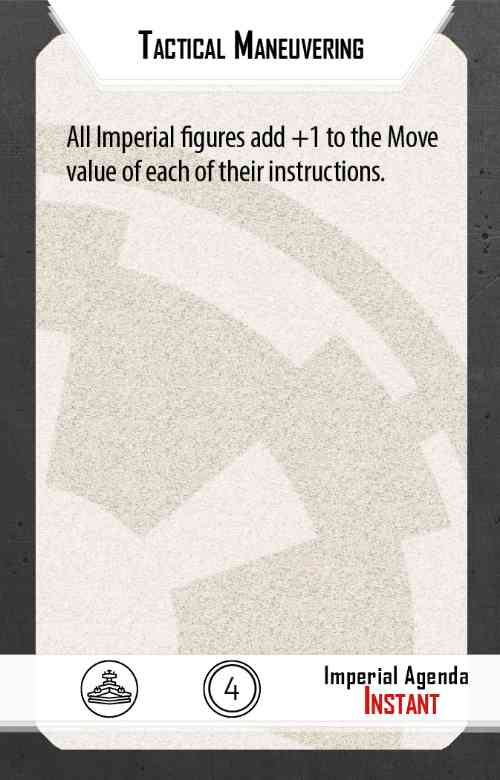 Tactical Maneuvering
All Imperial figures add +1 to the Move
value of each of their instructions.
4
Imperial Agenda
Instant